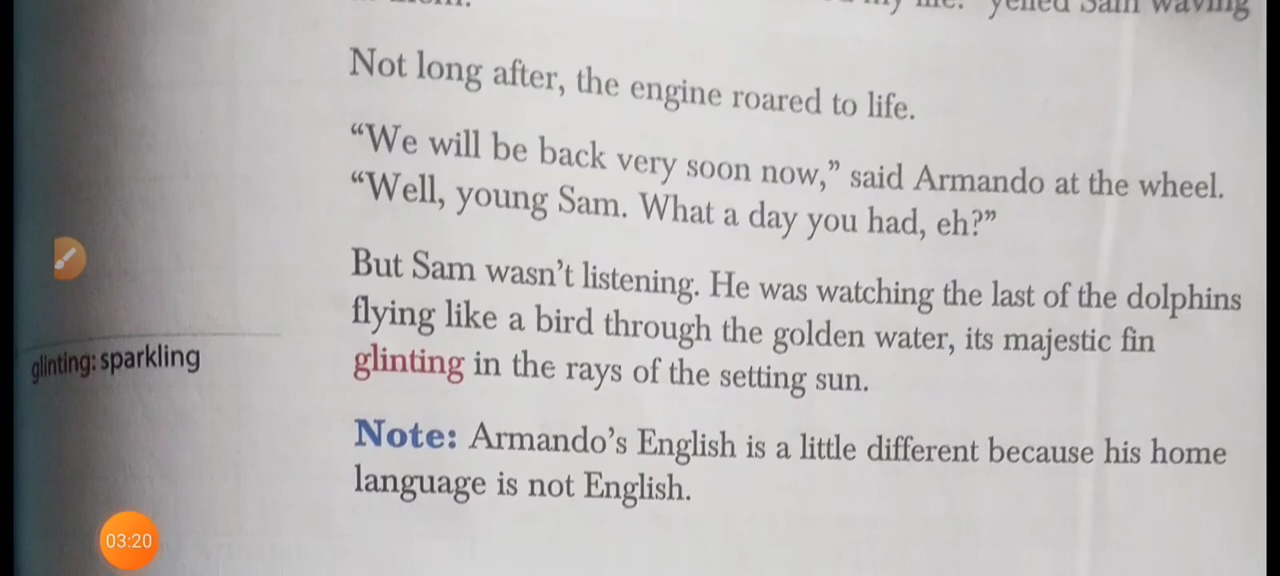 yelled Sam waving
Not long after, the engine roared to life.
“We will be back very soon now,” said Armando at the wheel.
“Well, young Sam. What a day you had, eh?”
But Sam wasn’t listening. He was watching the last of the dolphins
flying like a bird through the golden water, its majestic fin
glinting: sparkling
glinting in the rays of the setting sun.
Note: Armando’s English is a little different because his home
language is not English.
03:20